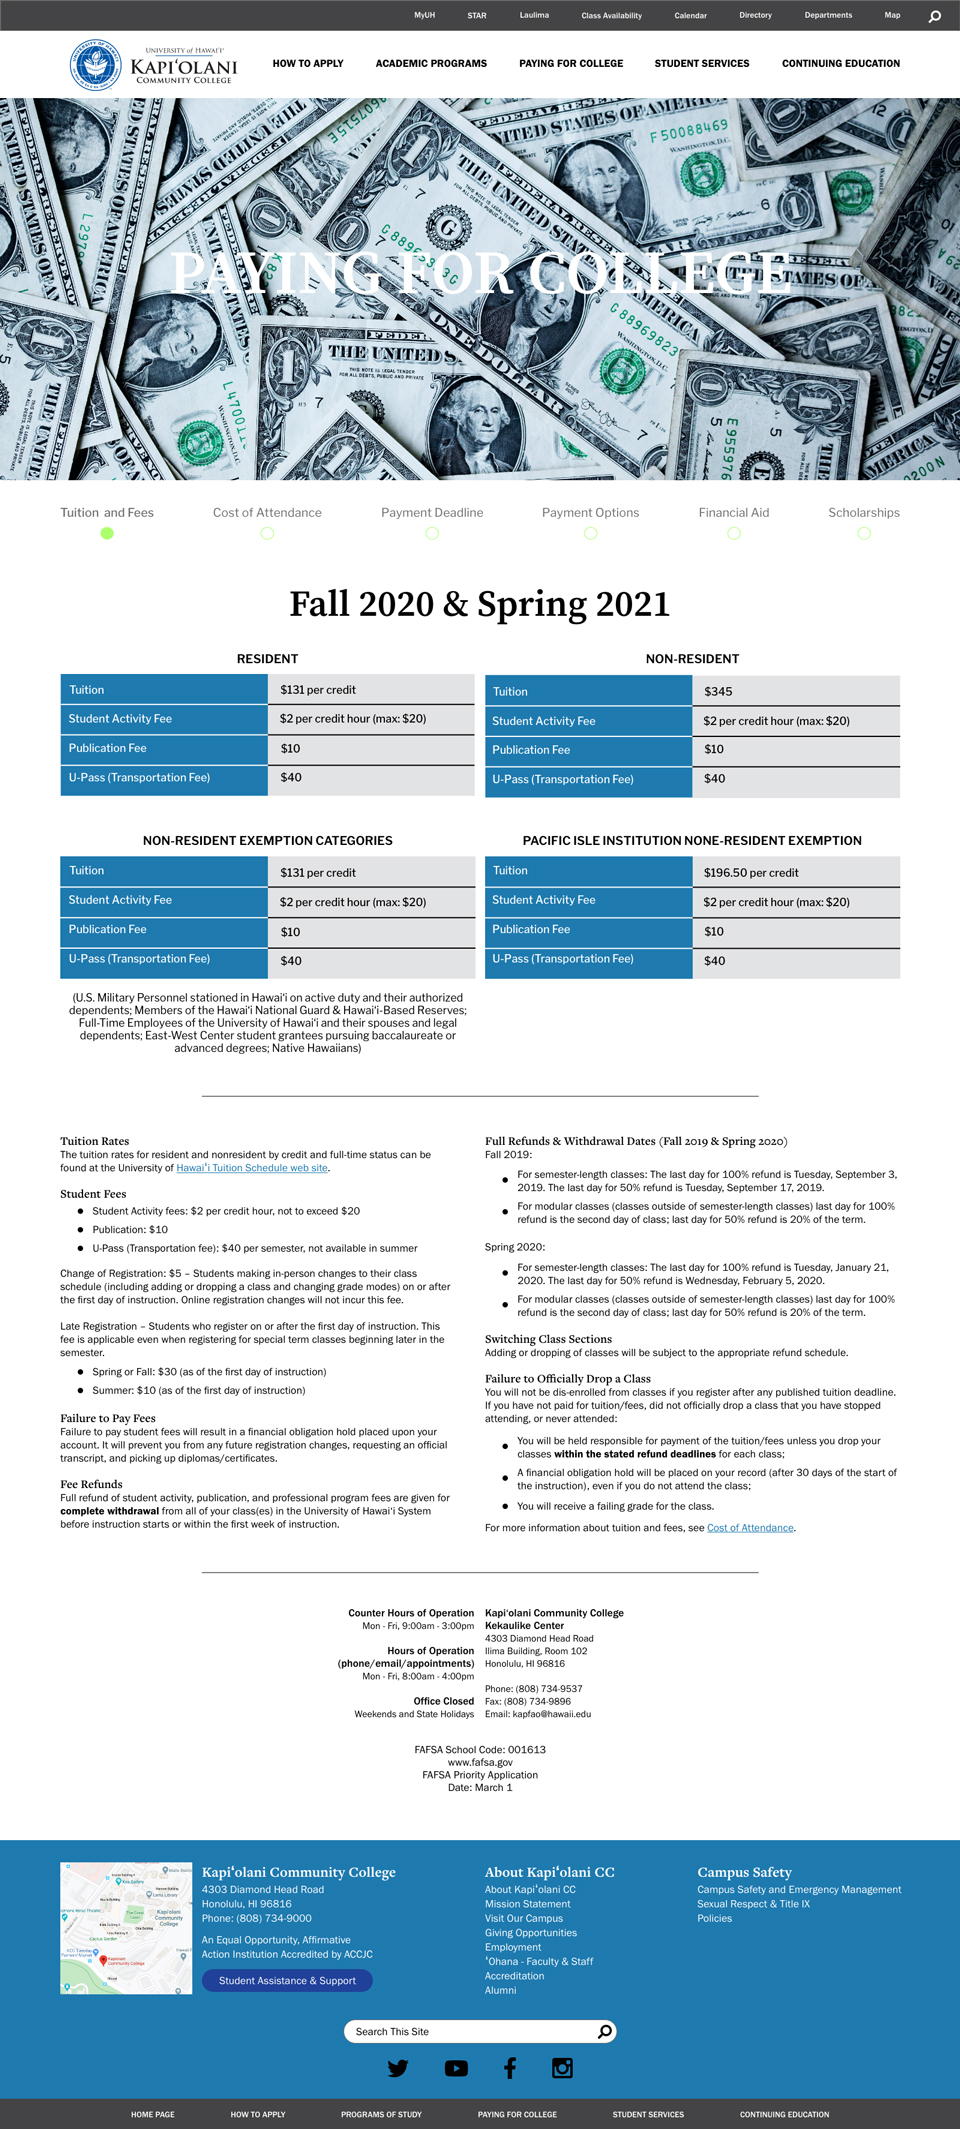 MyUH STAR Laulima Class Availability Calendar Directory Departments Map
UNIVERSITY of HAWAI'I
KAPI'OLANI
COMMUNITY COLLEGE
HOW TO APPLY ACADEMIC PROGRAMS PAYING FOR COLLEGE STUDENT SERVICES CONTINUING EDUCATION
PAYING FOR COLLEGE
Tuition and Fees Cost of Attendance Payment Deadline Payment Options Financial Aid Scholarships
Fall 2020 & Spring 2021
RESIDENT
Tuition $131 per credit
Student Activity Fee $2 per credit hour (max: $20)
Publication Fee $10
U-Pass (Transportation Fee) $40
NON-RESIDENT
Tuition $345
Student Activity Fee $2 per credit hour (max: $20)
Publication Fee $10
U-Pass (Transportation Fee) $40
NON-RESIDENT EXEMPTION CATEGORIES
Tuition $131 per credit
Student Activity Fee $2 per credit hour (max: $20)
Publication Fee $10
U-Pass (Transportation Fee) $40
(U.S. Military Personnel stationed in Hawai'i on active duty and their authorized
dependents; Members of the Hawai'i National Guard & Hawai'i-Based Reserves;
Full-Time Employees of the University of Hawai'i and their spouses and legal
dependents; East-West Center student grantees pursuing baccalaureate or
advanced degrees; Native Hawaiians)
PACIFIC ISLE INSTITUTION NONE-RESIDENT EXEMPTION
Tuition $196.50 per credit
Student Activity Fee $2 per credit hour (max: $20)
Publication Fee $10
U-Pass (Transportation Fee) $40
Tuition Rates
The tuition rates for resident and nonresident by credit and full-time status can be
found at the University of Hawai'i Tuition Schedule web site.
Student Fees
● Student Activity fees: $2 per credit hour, not to exceed $20
● Publication: $10
● U-Pass (Transportation fee): $40 per semester, not available in summer
Change of Registration: $5 – Students making in-person changes to their class
schedule (including adding or dropping a class and changing grade modes) on or after
the first day of instruction. Online registration changes will not incur this fee.
Late Registration – Students who register on or after the first day of instruction. This
fee is applicable even when registering for special term classes beginning later in the
semester.
● Spring or Fall: $30 (as of the first day of instruction)
● Summer: $10 (as of the first day of instruction)
Failure to Pay Fees
Failure to pay student fees will result in a financial obligation hold placed upon your
account. It will prevent you from any future registration changes, requesting an official
transcript, and picking up diplomas/certificates.
Fee Refunds
Full refund of student activity, publication, and professional program fees are given for
complete withdrawal from all of your class(es) in the University of Hawai'i System
before instruction starts or within the first week of instruction.
Full Refunds & Withdrawal Dates (Fall 2019 & Spring 2020)
Fall 2019:
● For semester-length classes: The last day for 100% refund is Tuesday, September 3,
2019. The last day for 50% refund is Tuesday, September 17, 2019.
● For modular classes (classes outside of semester-length classes) last day for 100%
refund is the second day of class; last day for 50% refund is 20% of the term.
Spring 2020:
● For semester-length classes: The last day for 100% refund is Tuesday, January 21,
2020. The last day for 50% refund is Wednesday, February 5, 2020.
● For modular classes (classes outside of semester-length classes) last day for 100%
refund is the second day of class; last day for 50% refund is 20% of the term.
Switching Class Sections
Adding or dropping of classes will be subject to the appropriate refund schedule.
Failure to Officially Drop a Class
You will not be dis-enrolled from classes if you register after any published tuition deadline.
If you have not paid for tuition/fees, did not officially drop a class that you have stopped
attending, or never attended:
● You will be held responsible for payment of the tuition/fees unless you drop your
classes within the stated refund deadlines for each class;
● A financial obligation hold will be placed on your record (after 30 days of the start of
the instruction), even if you do not attend the class;
● You will receive a failing grade for the class.
For more information about tuition and fees, see Cost of Attendance.
Counter Hours of Operation
Mon - Fri, 9:00am - 3:00pm
Hours of Operation
(phone/email/appointments)
Mon - Fri, 8:00am - 4:00pm
Office Closed
Weekends and State Holidays
Kapi'olani Community College
Kekaulike Center
4303 Diamond Head Road
Ilima Building, Room 102
Honolulu, HI 96816
Phone: (808) 734-9537
Fax: (808) 734-9896
Email: kapfao@hawaii.edu
FAFSA School Code: 001613
www.fafsa.gov
FAFSA Priority Application
Date: March 1
Kapi'olani Community College
4303 Diamond Head Road
Honolulu, HI 96816
Phone: (808) 734-9000
An Equal Opportunity, Affirmative
Action Institution Accredited by ACCJC
Student Assistance & Support
About Kapi'olani CC
About Kapi'olani CC
Mission Statement
Visit Our Campus
Giving Opportunities
Employment
'Ohana - Faculty & Staff
Accreditation
Alumni
Campus Safety
Campus Safety and Emergency Management
Sexual Respect & Title IX
Policies
Search This Site
HOME PAGE HOW TO APPLY PROGRAMS OF STUDY PAYING FOR COLLEGE STUDENT SERVICES CONTINUING EDUCATION